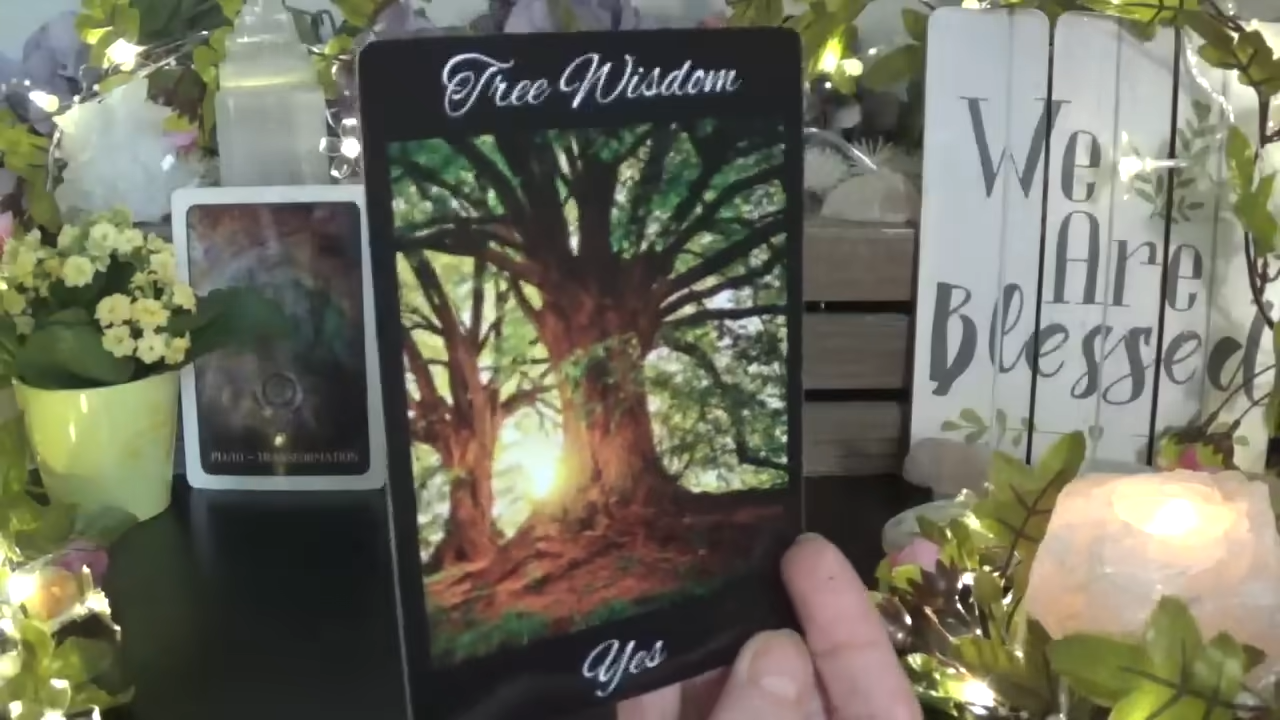 Tree Wisdom
Yes
PLUTO – TRANSFORMATION
We
Are
Blessed